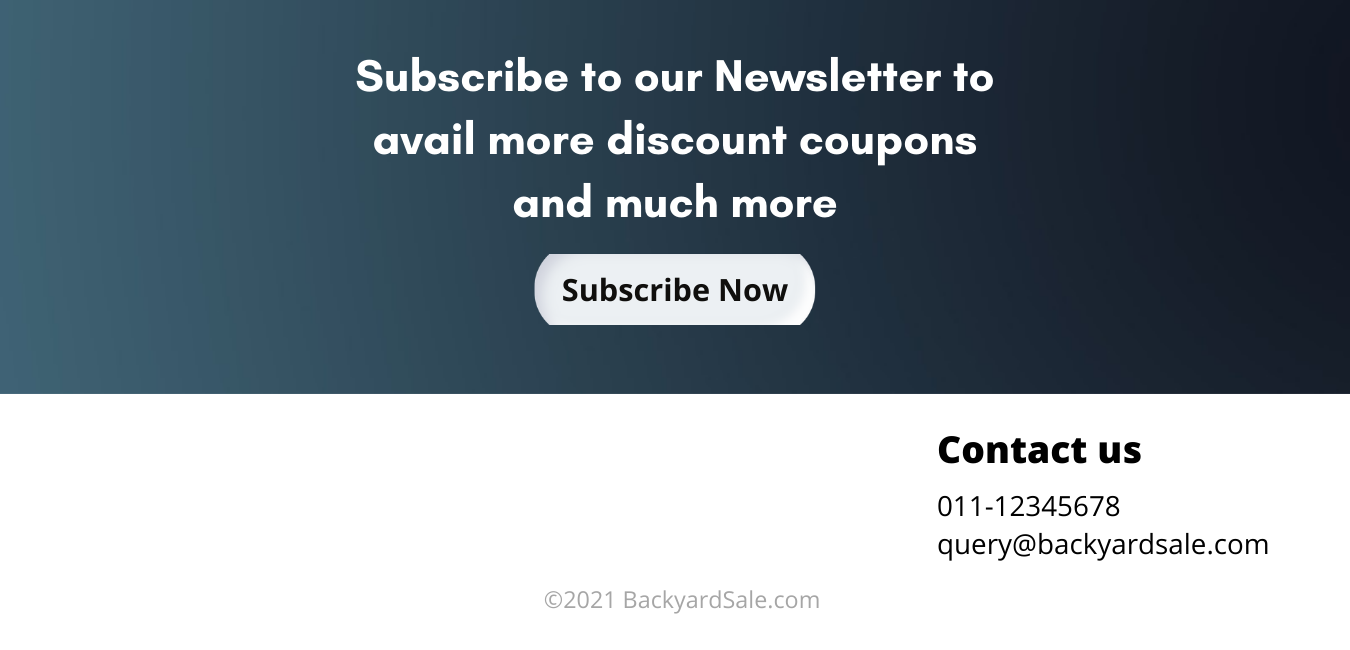 Subscribe to our Newsletter to
avail more discount coupons
and much more
Subscribe Now
Contact us
011-12345678
query@backyardsale.com
©2021 BackyardSale.com